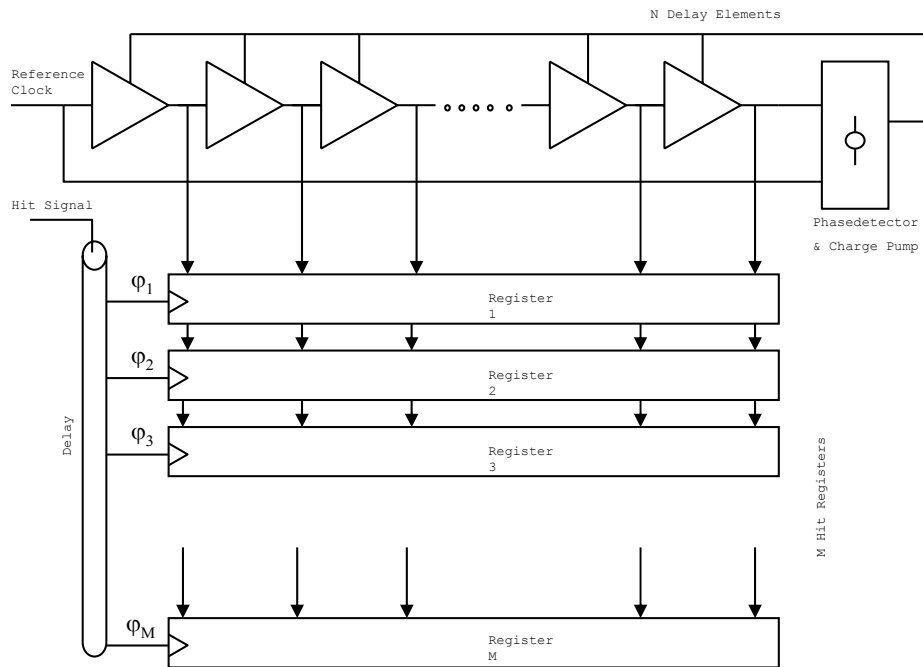 N Delay Elements
Reference
Clock
Hit Signal
Phasedetector
& Charge Pump
φ1
Register
1
φ2
Register
2
Delay
φ3
Register
3
M Hit Registers
φM
Register
M